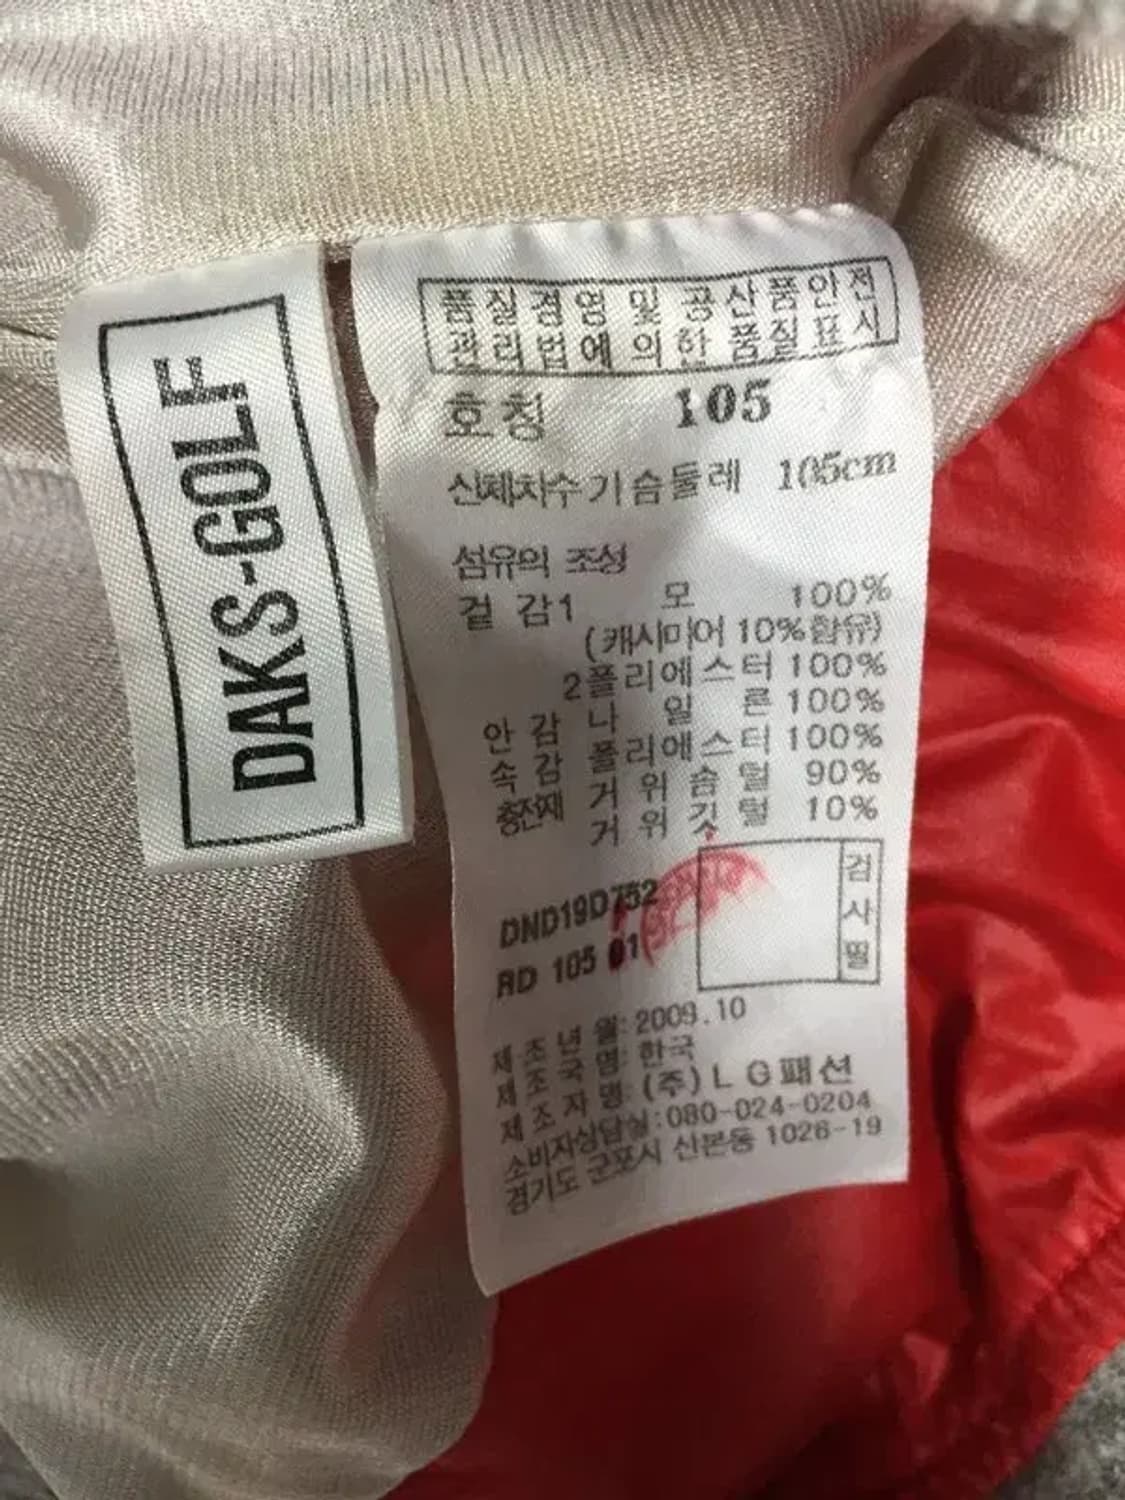 DAKS-GOLF
품질경영 및 공산품안전
관리법에 의한 품질표시
호칭 105
신체치수 가슴둘레 105cm
섬유의 조성
겉감1 모 100%
(캐시미어 10%함유)
2폴리에스터 100%
안감 나일론 100%
속감 폴리에스터 100%
충전재 거위솜털 90%
거위깃털 10%
검사필
DND19D752
RD 105 01
제조년월: 2009.10
제조국명: 한국
제조자명: (주)LG패션
소비자상담실:080-024-0204
경기도 군포시 산본동 1026-19